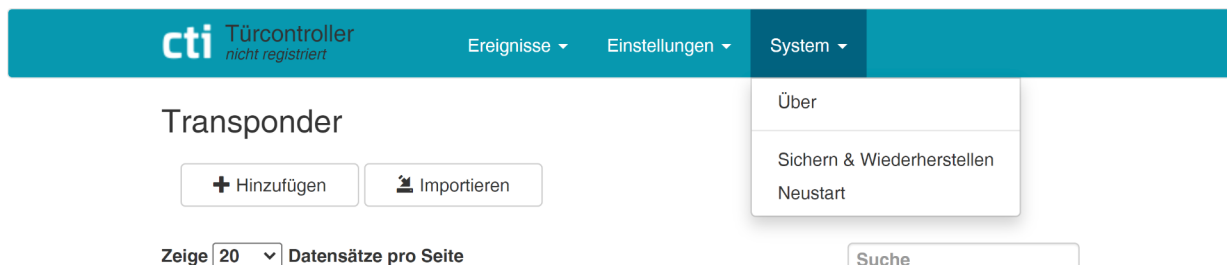 cti Türcontroller
nicht registriert
Ereignisse Einstellungen System
Über
Transponder
Sichern & Wiederherstellen
Hinzufügen Importieren
Neustart
Zeige 20 Datensätze pro Seite Suche